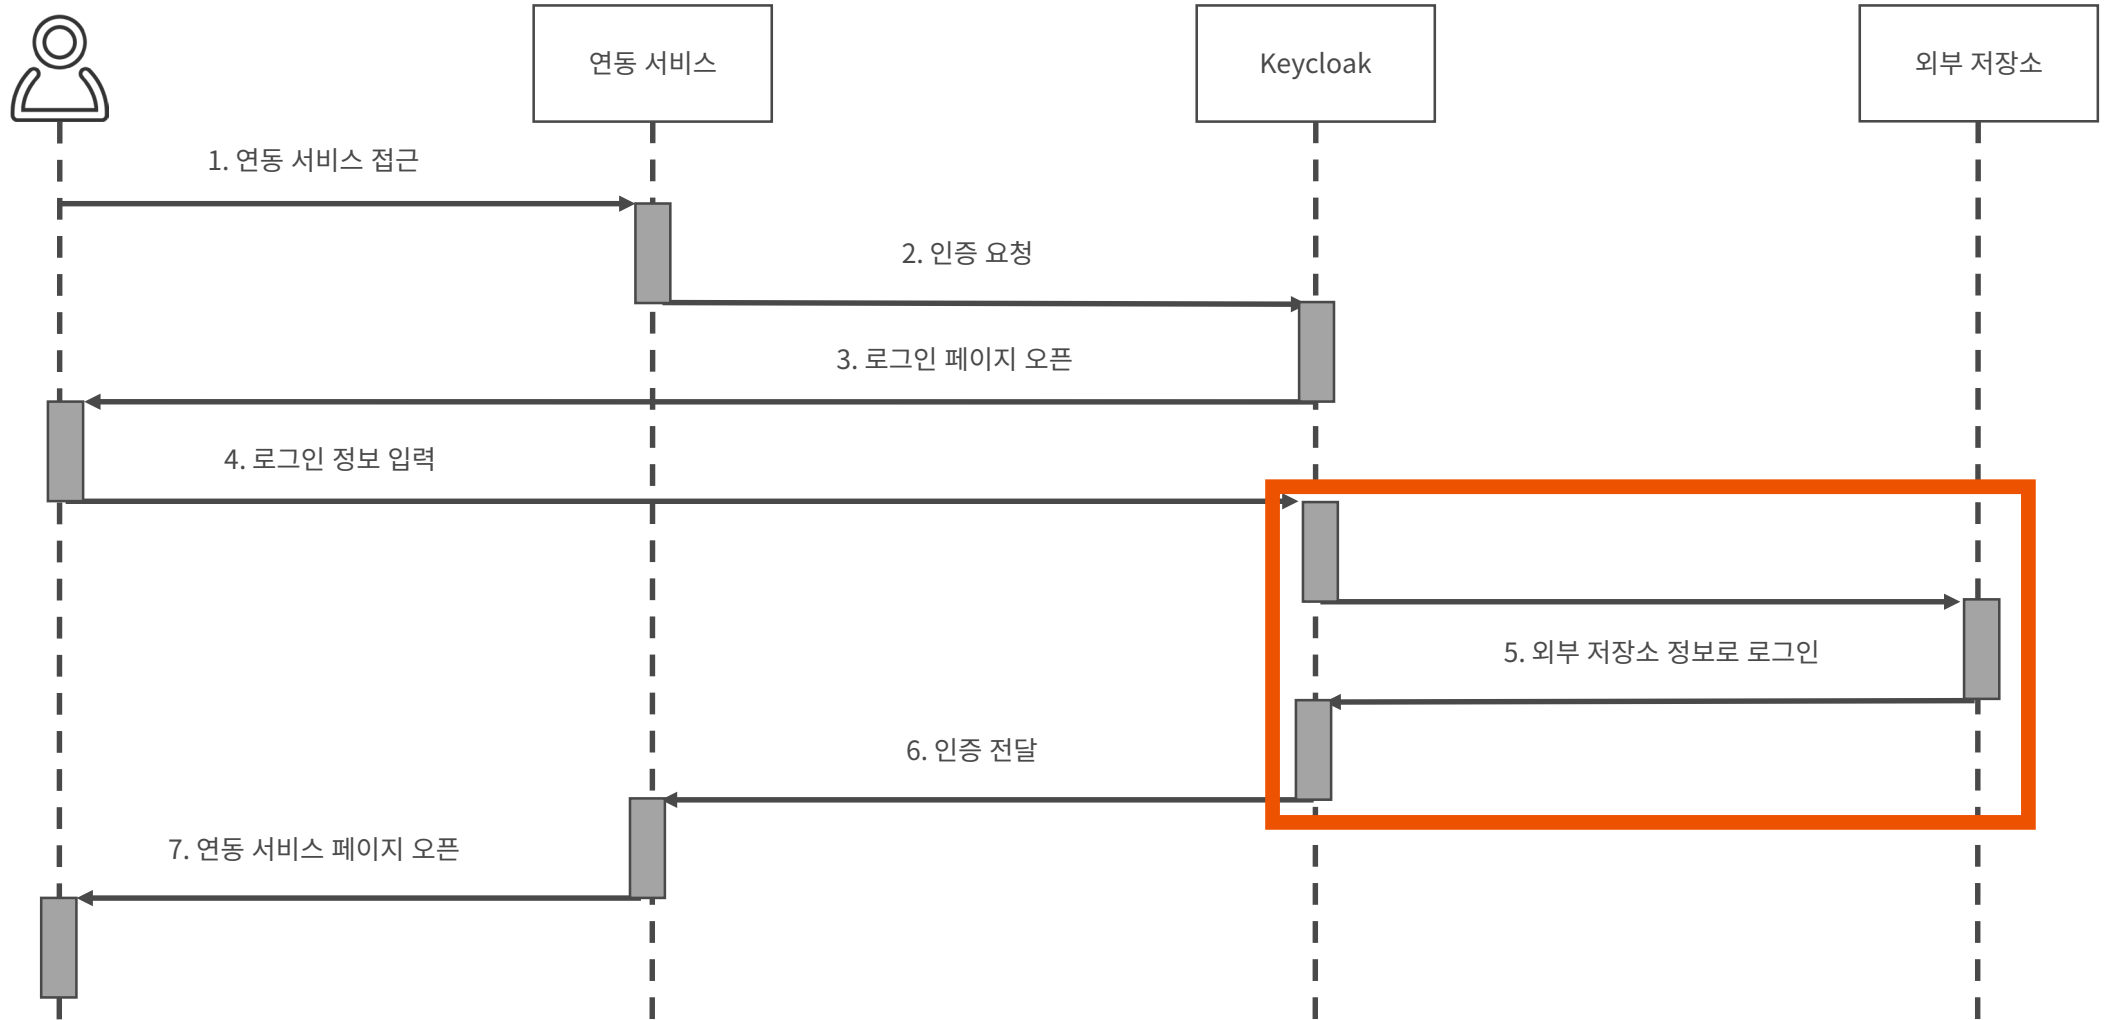 연동 서비스
Keycloak
외부 저장소
1. 연동 서비스 접근
2. 인증 요청
3. 로그인 페이지 오픈
4. 로그인 정보 입력
5. 외부 저장소 정보로 로그인
6. 인증 전달
7. 연동 서비스 페이지 오픈